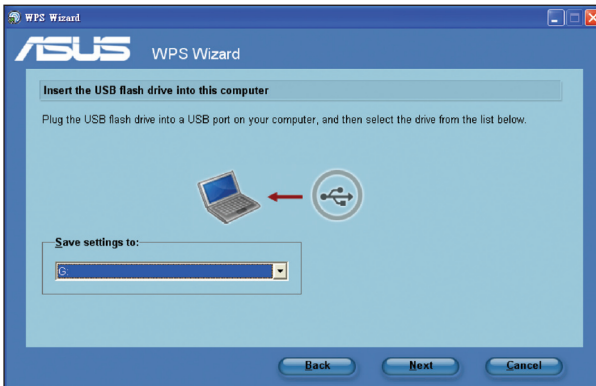 WPS Wizard
ASUS WPS Wizard
Insert the USB flash drive into this computer
Plug the USB flash drive into a USB port on your computer, and then select the drive from the list below.
Save settings to:
G:
Back Next Cancel